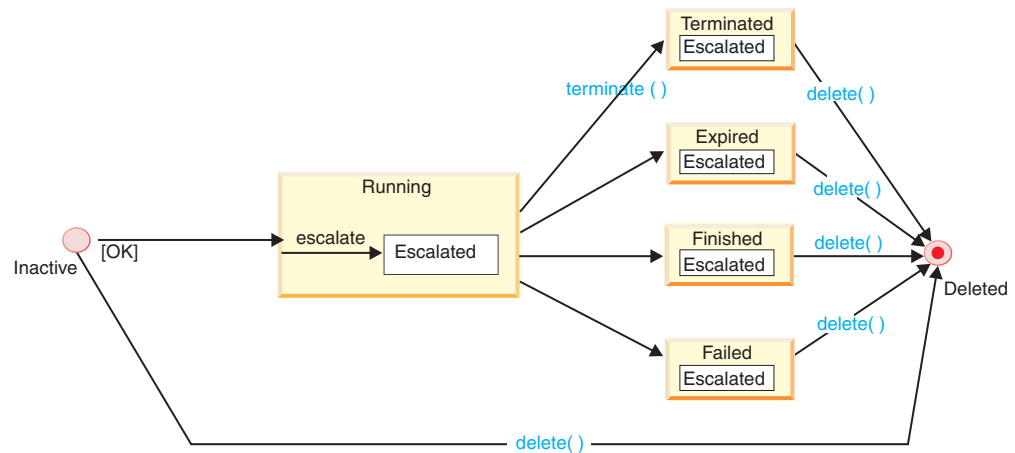 Terminated
Escalated
terminate ( )
delete( )
Expired
Escalated
delete( )
Running
escalate
Escalated
[OK]
Inactive
Finished
Escalated
delete( )
Deleted
delete( )
Failed
Escalated
delete( )